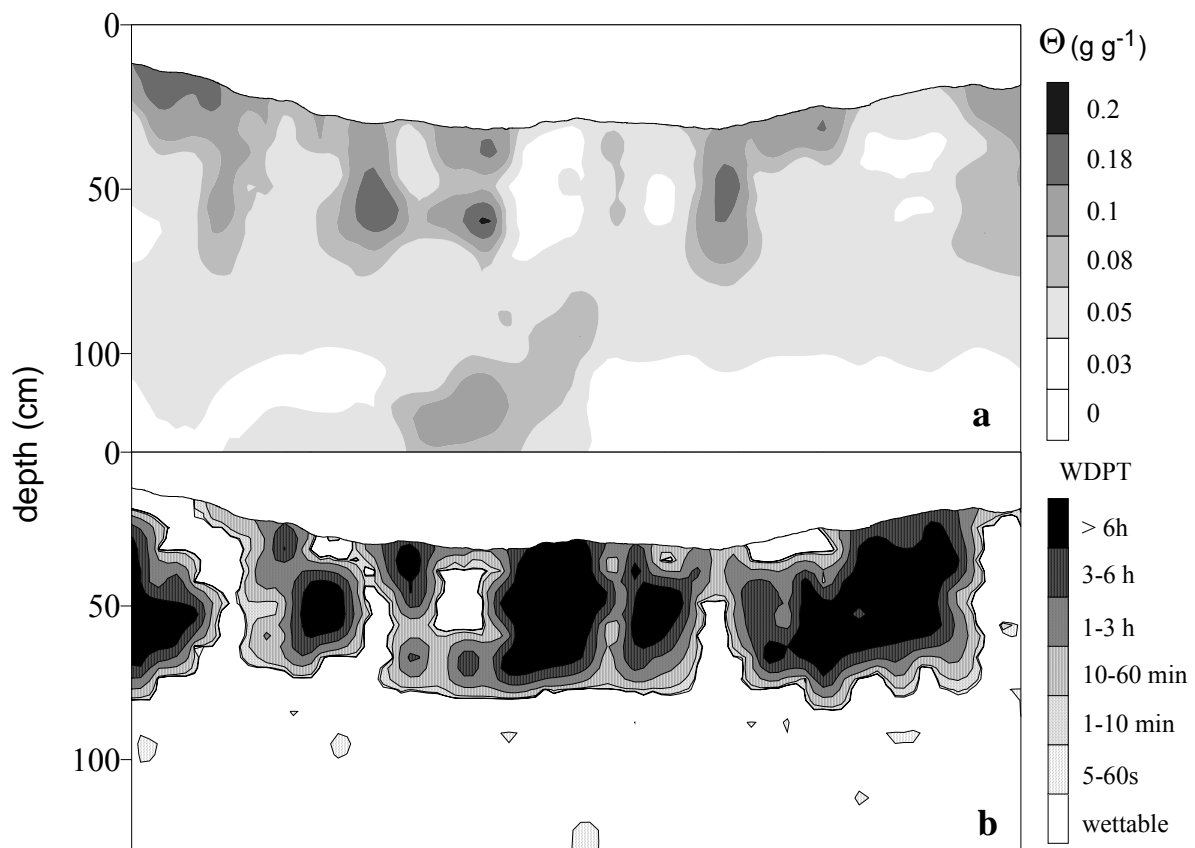 0
50
100
a
Θ (g g-1)
0.2
0.18
0.1
0.08
0.05
0.03
0
depth (cm)
0
50
100
b
WDPT
> 6h
3-6 h
1-3 h
10-60 min
1-10 min
5-60s
wettable